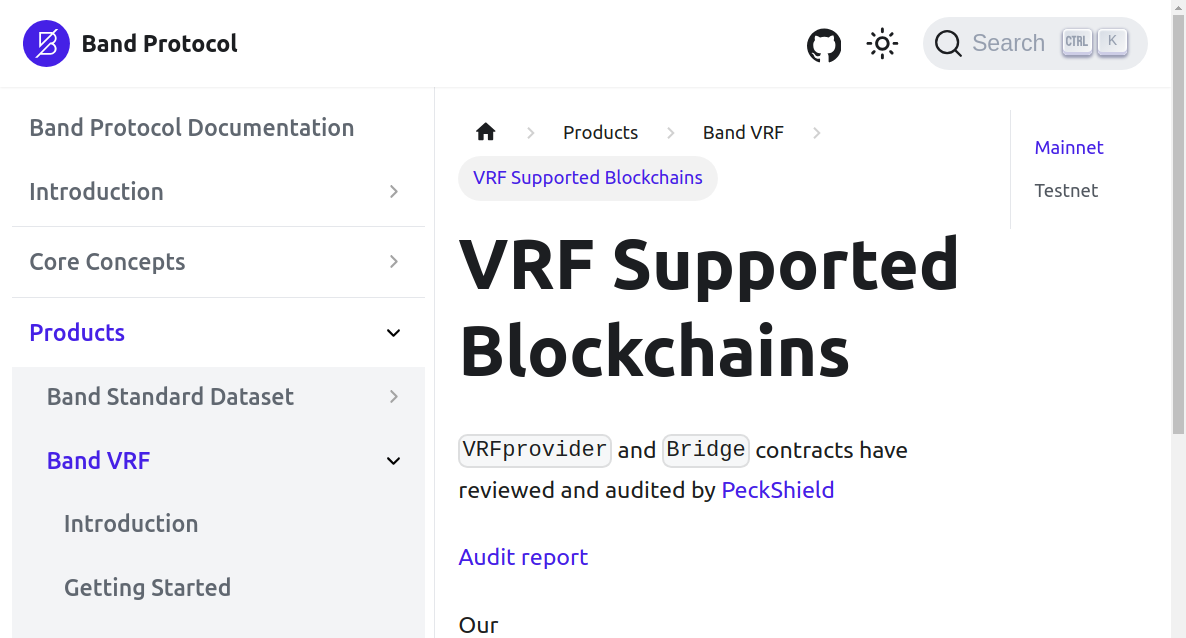 Band Protocol
Search CTRL K
Band Protocol Documentation
Introduction
Core Concepts
Products
Band Standard Dataset
Band VRF
Introduction
Getting Started
Products
Band VRF
VRF Supported Blockchains
VRF Supported
Blockchains
VRFprovider and Bridge contracts have
reviewed and audited by PeckShield
Audit report
Our
Mainnet
Testnet